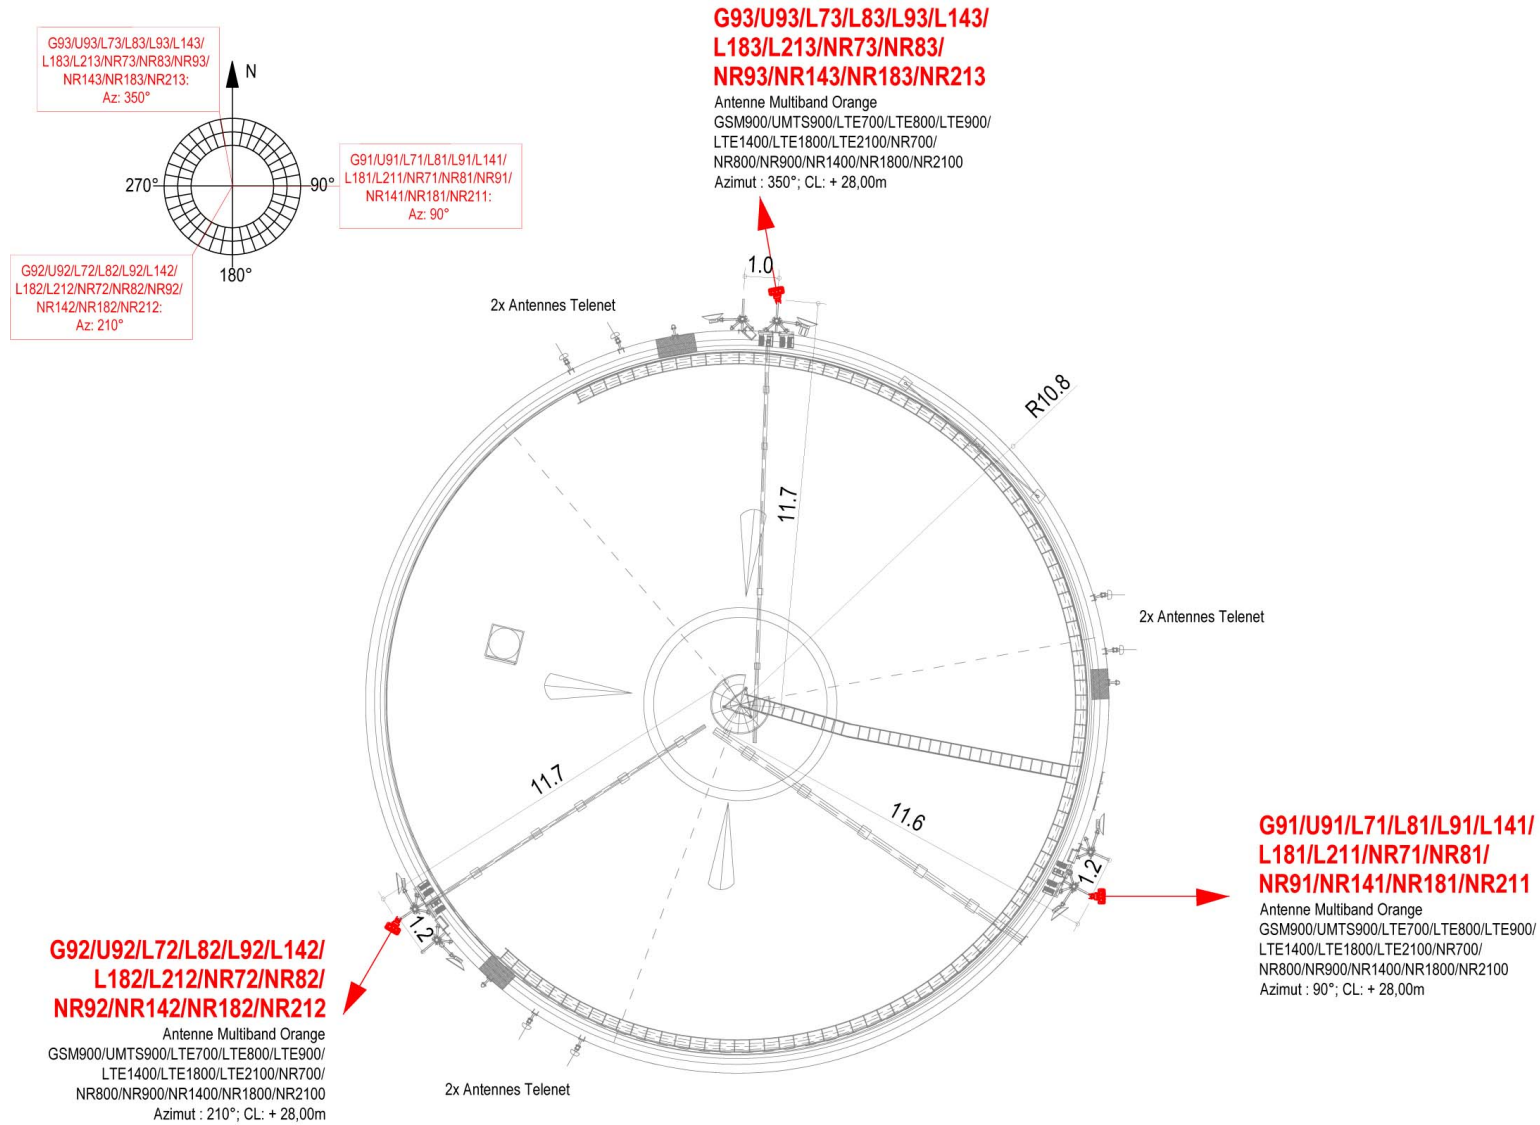 G93/U93/L73/L83/L93/L143/
L183/L213/NR73/NR83/NR93/
NR143/NR183/NR213:
Az: 350°
N
270°
90°
180°
G91/U91/L71/L81/L91/L141/
L181/L211/NR71/NR81/NR91/
NR141/NR181/NR211:
Az: 90°
G92/U92/L72/L82/L92/L142/
L182/L212/NR72/NR82/NR92/
NR142/NR182/NR212:
Az: 210°
G93/U93/L73/L83/L93/L143/
L183/L213/NR73/NR83/
NR93/NR143/NR183/NR213
Antenne Multiband Orange
GSM900/UMTS900/LTE700/LTE800/LTE900/
LTE1400/LTE1800/LTE2100/NR700/
NR800/NR900/NR1400/NR1800/NR2100
Azimut : 350°; CL: + 28,00m
1.0
2x Antennes Telenet
R10.8
11.7
2x Antennes Telenet
11.7
11.6
1.2
1.2
G91/U91/L71/L81/L91/L141/
L181/L211/NR71/NR81/
NR91/NR141/NR181/NR211
Antenne Multiband Orange
GSM900/UMTS900/LTE700/LTE800/LTE900/
LTE1400/LTE1800/LTE2100/NR700/
NR800/NR900/NR1400/NR1800/NR2100
Azimut : 90°; CL: + 28,00m
G92/U92/L72/L82/L92/L142/
L182/L212/NR72/NR82/
NR92/NR142/NR182/NR212
Antenne Multiband Orange
GSM900/UMTS900/LTE700/LTE800/LTE900/
LTE1400/LTE1800/LTE2100/NR700/
NR800/NR900/NR1400/NR1800/NR2100
Azimut : 210°; CL: + 28,00m
2x Antennes Telenet